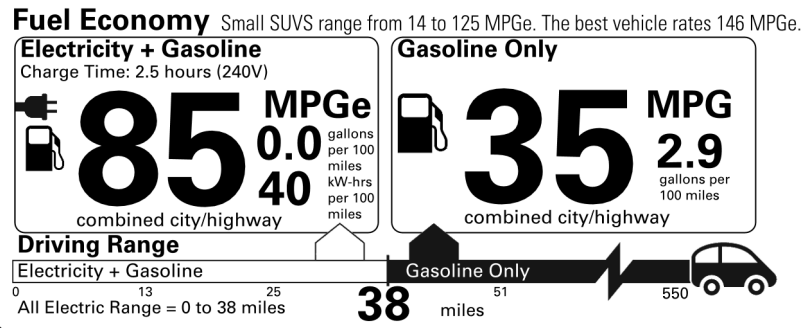 Fuel Economy Small SUVS range from 14 to 125 MPGe. The best vehicle rates 146 MPGe.
Electricity + Gasoline
Charge Time: 2.5 hours (240V)
85
MPGe
0.0
gallons
per 100
miles
40
kW-hrs
per 100
miles
combined city/highway
Gasoline Only
35
MPG
2.9
gallons per
100 miles
combined city/highway
Driving Range
Electricity + Gasoline
Gasoline Only
0 13 25 38 51 550
All Electric Range = 0 to 38 miles
miles